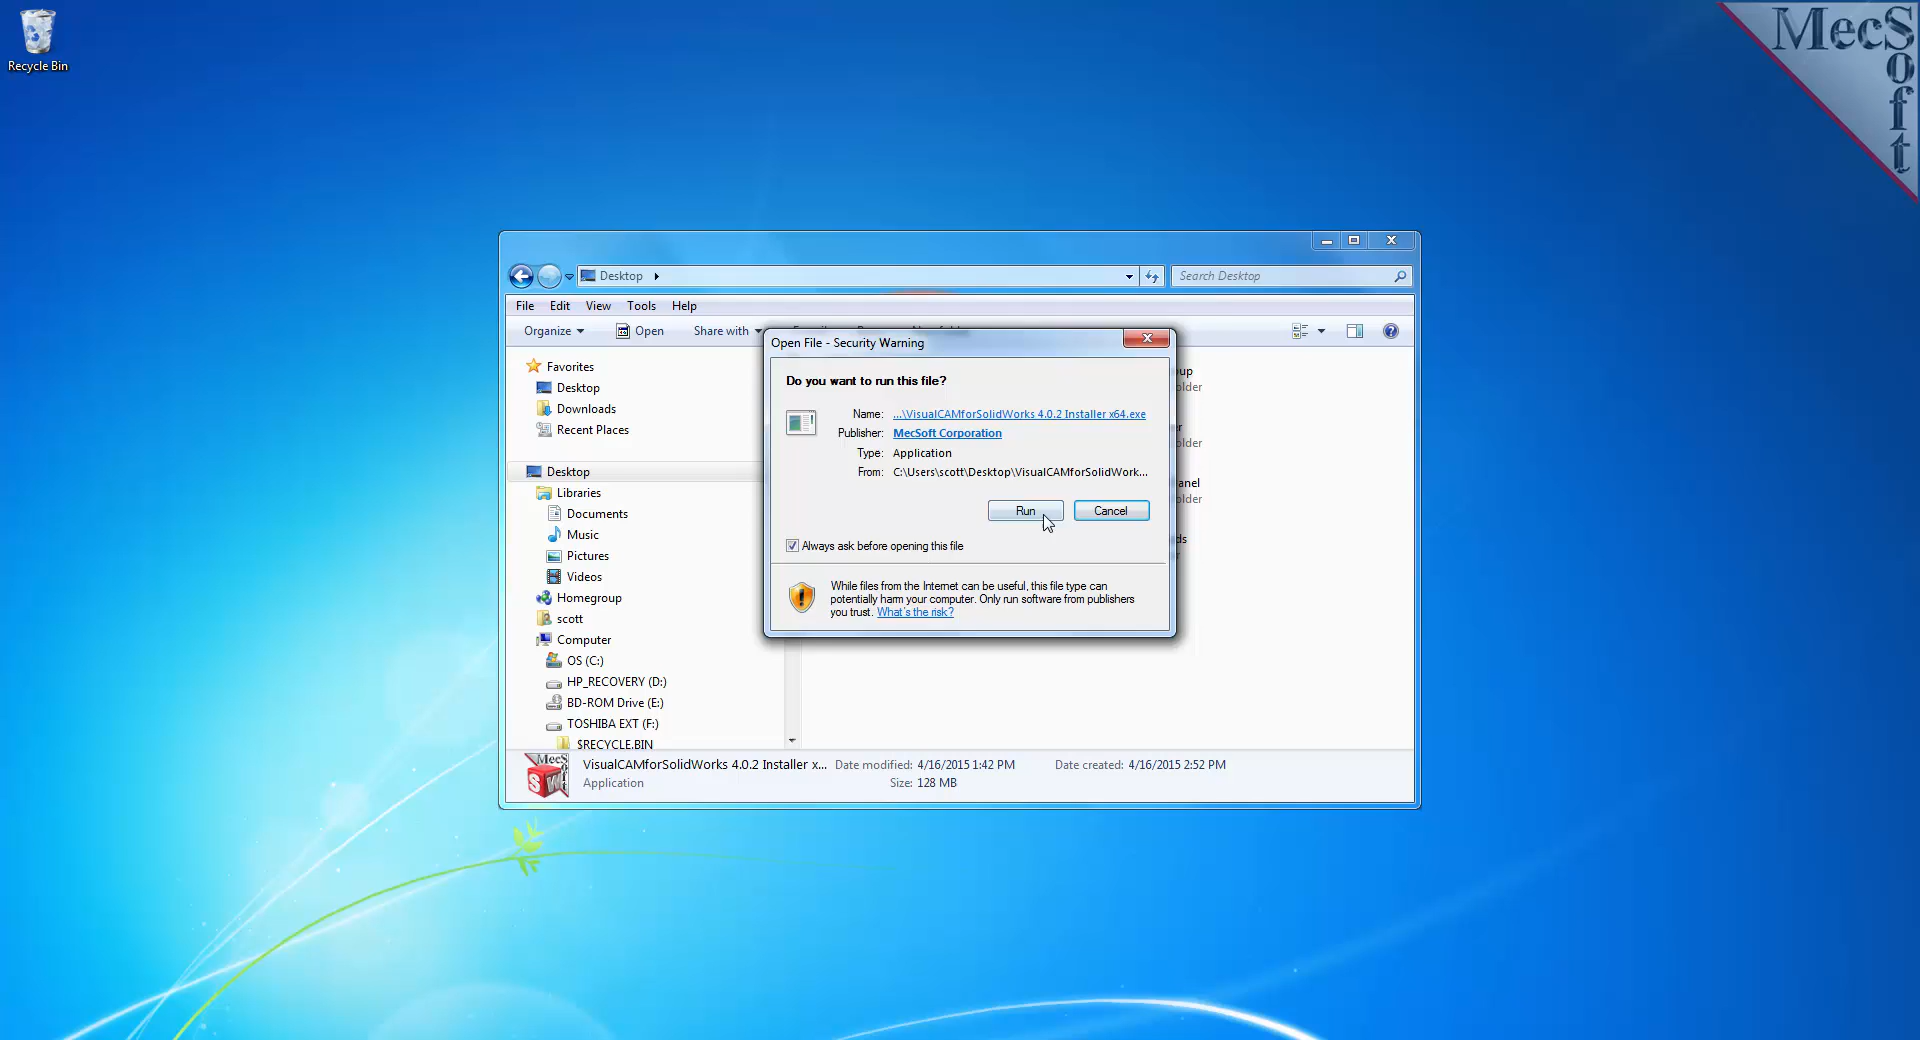 Recycle Bin
MecSoft
Desktop
Search Desktop
File Edit View Tools Help
Organize Open Share with
Open File - Security Warning
Do you want to run this file?
Name: ...\VisualCAMforSolidWorks 4.0.2 Installer x64.exe
Publisher: MecSoft Corporation
Type: Application
From: C:\Users\scott\Desktop\VisualCAMforSolidWork...
Run Cancel
Always ask before opening this file
While files from the Internet can be useful, this file type can
potentially harm your computer. Only run software from publishers
you trust. What's the risk?
Favorites
Desktop
Downloads
Recent Places
Desktop
Libraries
Documents
Music
Pictures
Videos
Homegroup
scott
Computer
OS (C:)
HP_RECOVERY (D:)
BD-ROM Drive (E:)
TOSHIBA EXT (F:)
$RECYCLE.BIN
VisualCAMforSolidWorks 4.0.2 Installer x... Date modified: 4/16/2015 1:42 PM Date created: 4/16/2015 2:52 PM
Application Size: 128 MB